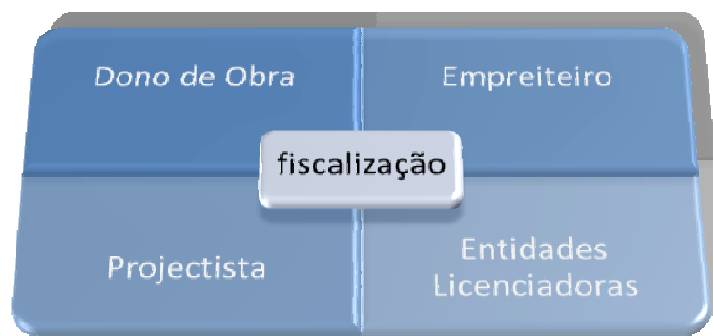 Dono de Obra
Empreiteiro
fiscalização
Projectista
Entidades
Licenciadoras